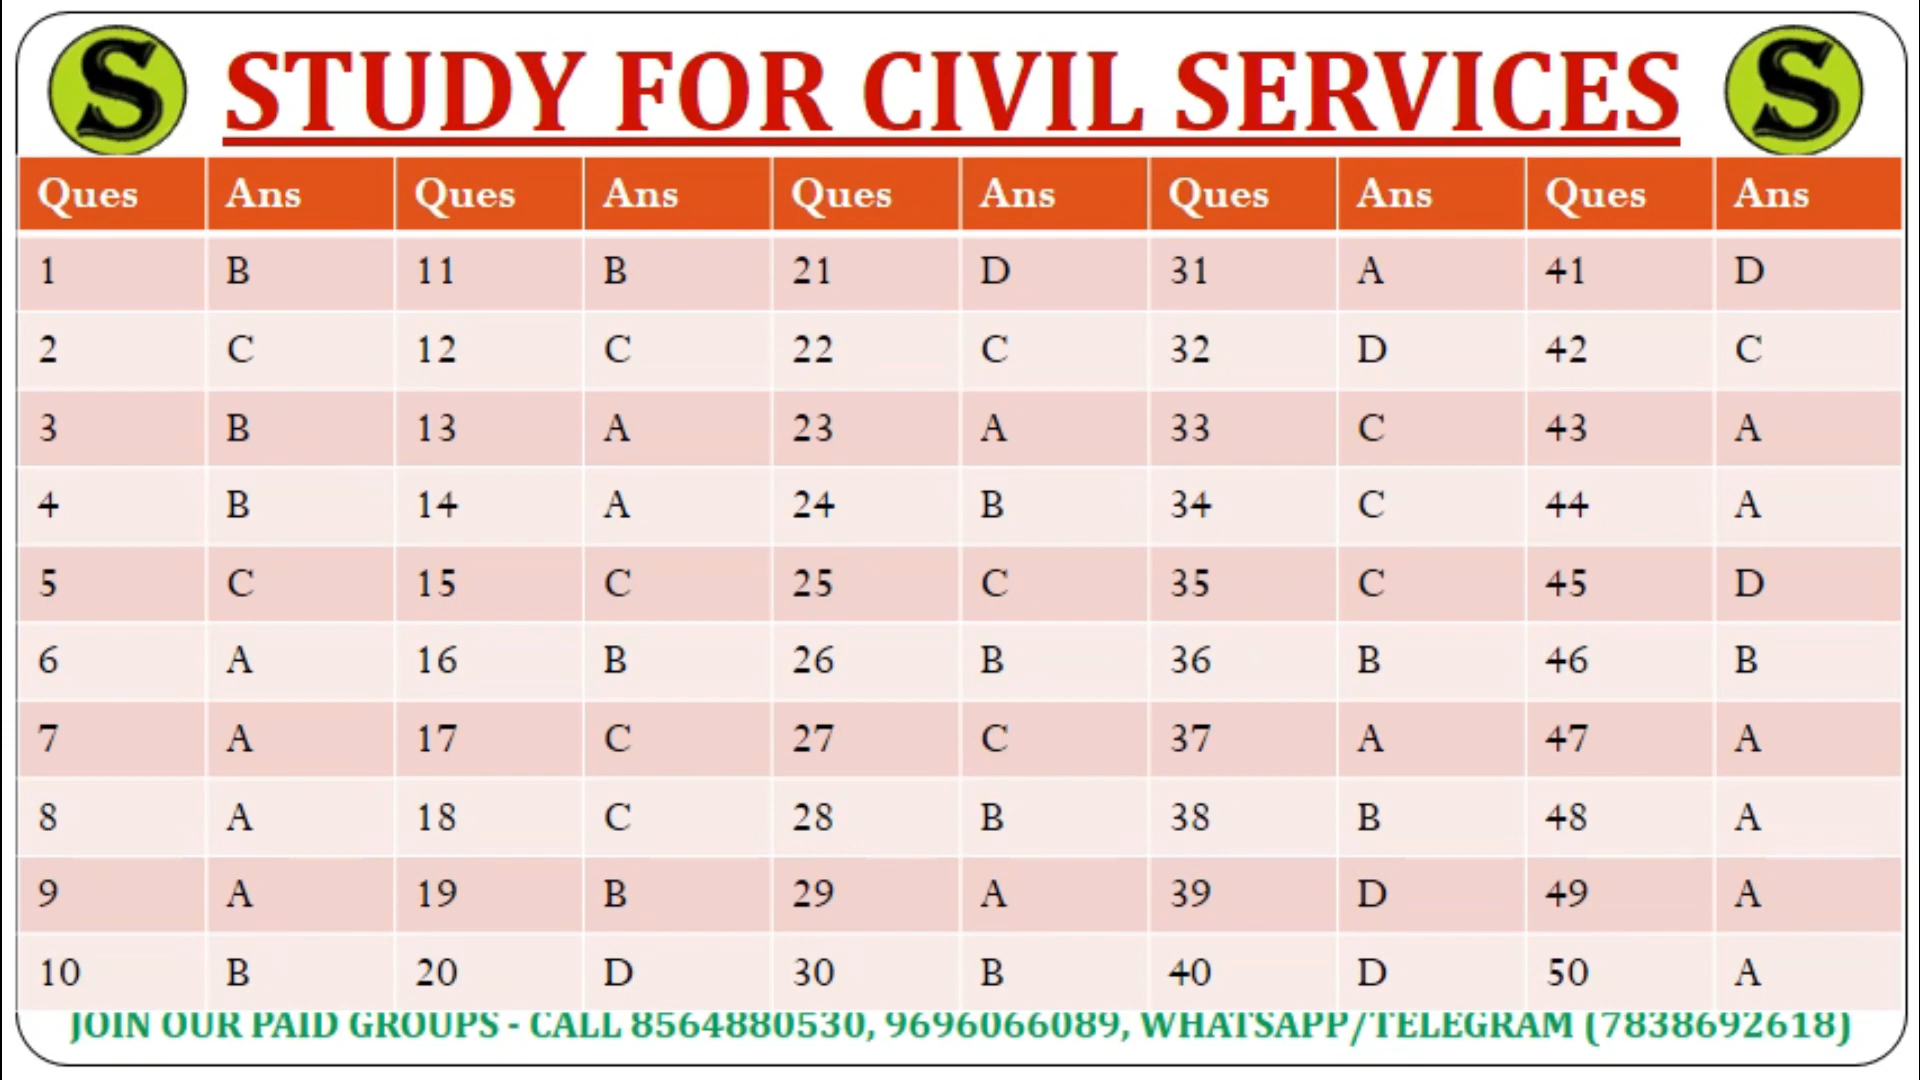 S STUDY FOR CIVIL SERVICES S
Ques Ans Ques Ans Ques Ans Ques Ans Ques Ans
1 B 11 B 21 D 31 A 41 D
2 C 12 C 22 C 32 D 42 C
3 B 13 A 23 A 33 C 43 A
4 B 14 A 24 B 34 C 44 A
5 C 15 C 25 C 35 C 45 D
6 A 16 B 26 B 36 B 46 B
7 A 17 C 27 C 37 A 47 A
8 A 18 C 28 B 38 B 48 A
9 A 19 B 29 A 39 D 49 A
10 B 20 D 30 B 40 D 50 A
JOIN OUR PAID GROUPS - CALL 8564880530, 9696066089, WHATSAPP/TELEGRAM (7838692618)